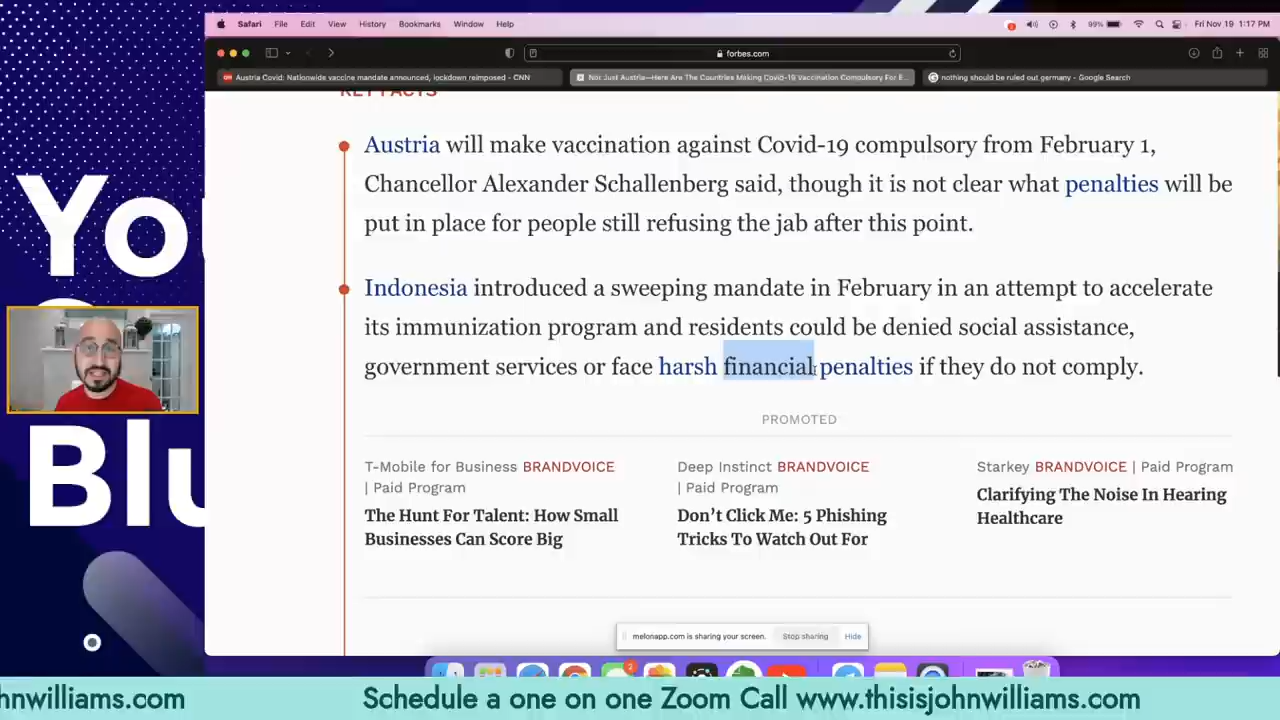 Safari File Edit View History Bookmarks Window Help
99%
Fri Nov 19 1:17 PM
forbes.com
Austria Covid: Nationwide vaccine mandate announced, lockdown reimposed - CNN
Not Just Austria—Here Are The Countries Making Covid-19 Vaccination Compulsory For E...
nothing should be ruled out germany - Google Search
KEY FACTS
Austria will make vaccination against Covid-19 compulsory from February 1,
Chancellor Alexander Schallenberg said, though it is not clear what penalties will be
put in place for people still refusing the jab after this point.
Indonesia introduced a sweeping mandate in February in an attempt to accelerate
its immunization program and residents could be denied social assistance,
government services or face harsh financial penalties if they do not comply.
PROMOTED
T-Mobile for Business BRANDVOICE
| Paid Program
The Hunt For Talent: How Small
Businesses Can Score Big
Deep Instinct BRANDVOICE
| Paid Program
Don't Click Me: 5 Phishing
Tricks To Watch Out For
Starkey BRANDVOICE | Paid Program
Clarifying The Noise In Hearing
Healthcare
melonapp.com is sharing your screen. Stop sharing Hide
2
Yo
Blu
hnwilliams.com Schedule a one on one Zoom Call www.thisisjohnwilliams.com